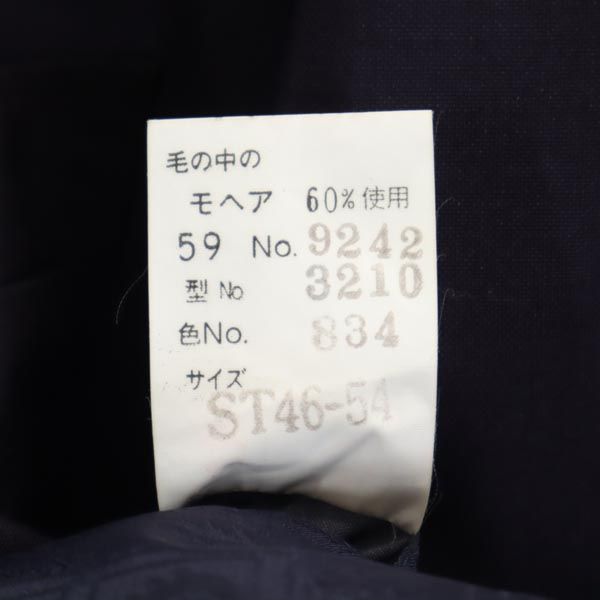 毛の中の
モヘア 60%使用
59 No. 9242
型 No 3210
色No. 834
サイズ
ST46-54